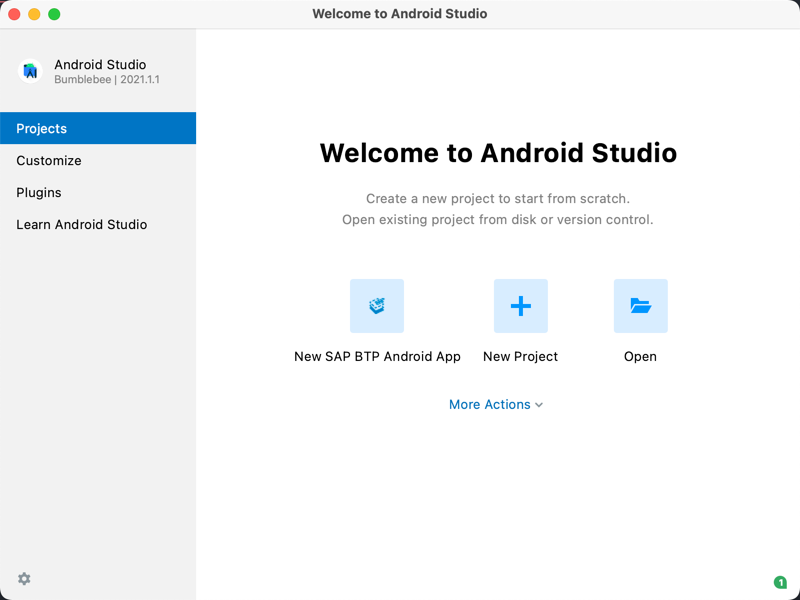 Welcome to Android Studio
Android Studio
Bumblebee | 2021.1.1
Projects
Customize
Plugins
Learn Android Studio
Welcome to Android Studio
Create a new project to start from scratch.
Open existing project from disk or version control.
New SAP BTP Android App
New Project
Open
More Actions
1